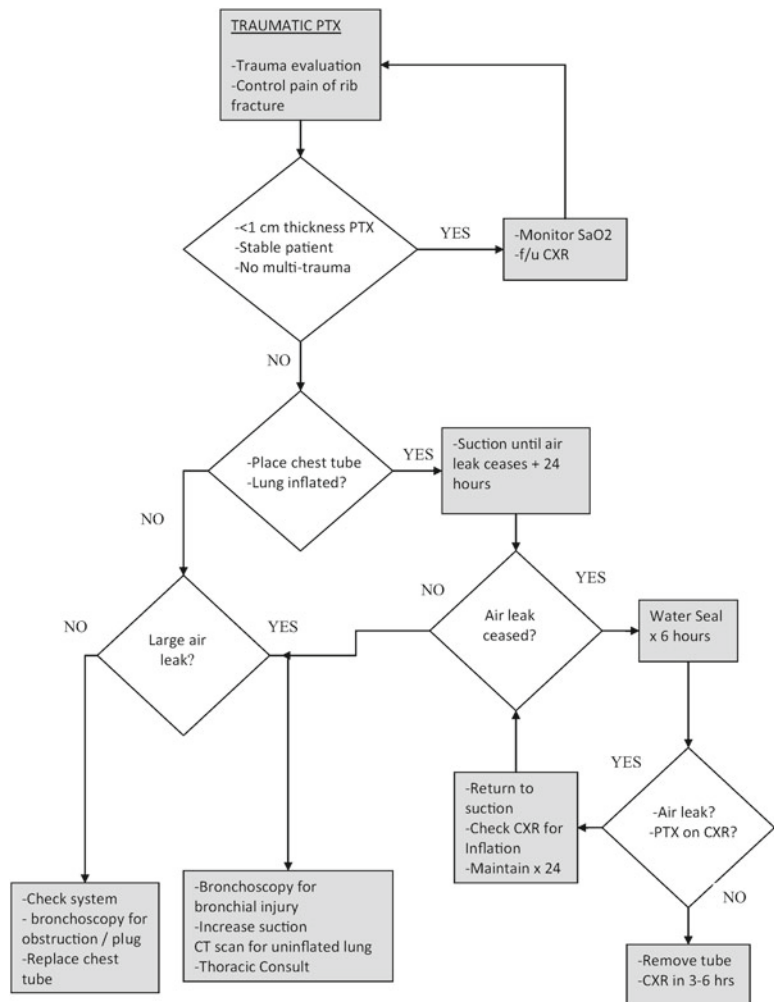 TRAUMATIC PTX
-Trauma evaluation
-Control pain of rib
fracture
-<1 cm thickness PTX
-Stable patient
-No multi-trauma
YES
-Monitor SaO2
-f/u CXR
NO
-Place chest tube
-Lung inflated?
YES
-Suction until air
leak ceases + 24
hours
NO
Large air
leak?
NO
YES
Air leak
ceased?
NO
YES
Water Seal
x 6 hours
-Air leak?
-PTX on CXR?
YES
-Return to
suction
-Check CXR for
Inflation
-Maintain x 24
NO
-Check system
- bronchoscopy for
obstruction / plug
-Replace chest
tube
-Bronchoscopy for
bronchial injury
-Increase suction
CT scan for uninflated lung
-Thoracic Consult
-Remove tube
-CXR in 3-6 hrs